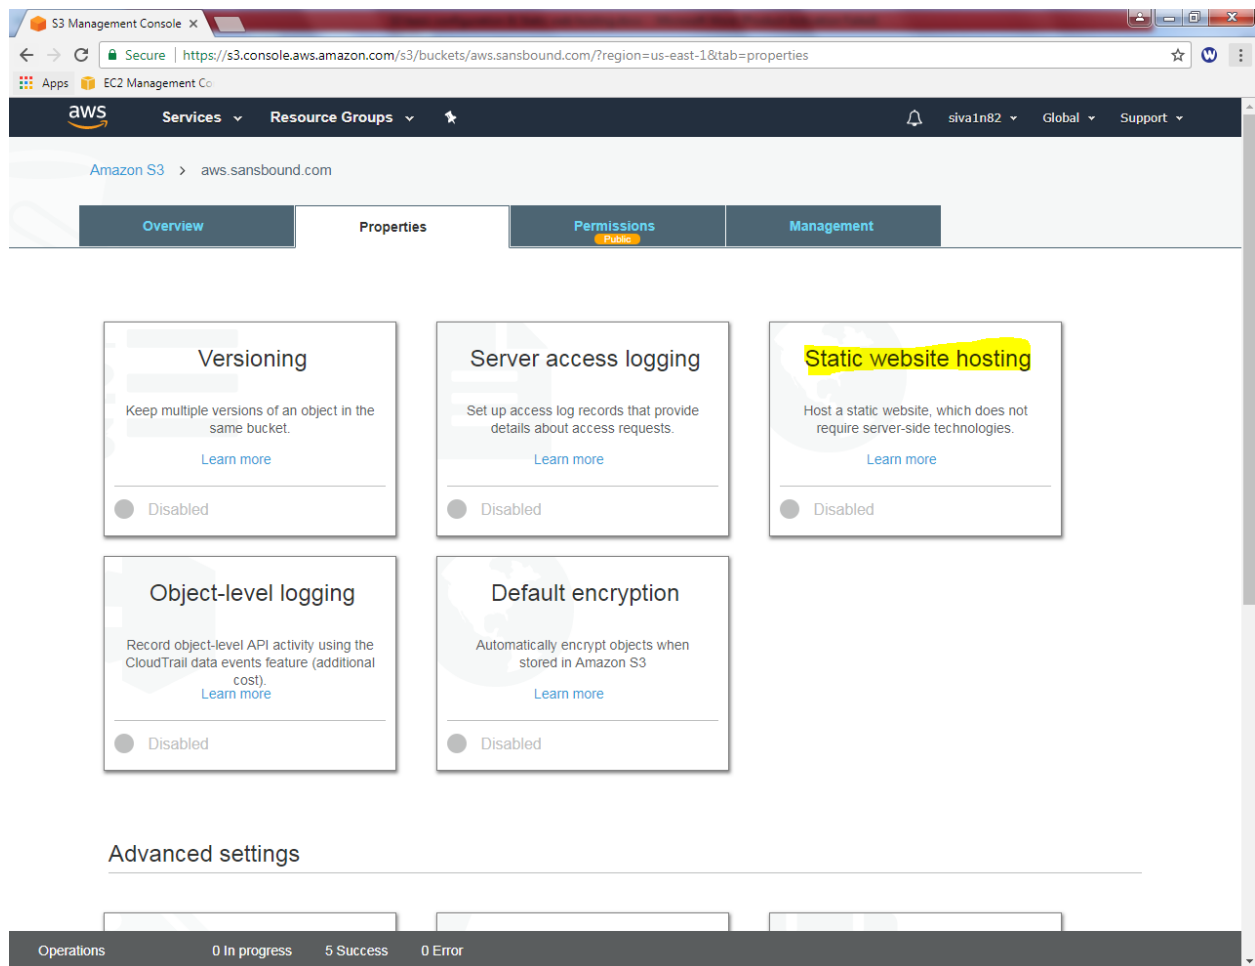 S3 Management Console
Secure | https://s3.console.aws.amazon.com/s3/buckets/aws.sansbound.com/?region=us-east-1&tab=properties
Apps EC2 Management Co
aws Services Resource Groups siva1n82 Global Support
Amazon S3 > aws.sansbound.com
Overview Properties Permissions Management
Public
Versioning
Keep multiple versions of an object in the
same bucket.
Learn more
Disabled
Server access logging
Set up access log records that provide
details about access requests.
Learn more
Disabled
Static website hosting
Host a static website, which does not
require server-side technologies.
Learn more
Disabled
Object-level logging
Record object-level API activity using the
CloudTrail data events feature (additional
cost).
Learn more
Disabled
Default encryption
Automatically encrypt objects when
stored in Amazon S3
Learn more
Disabled
Advanced settings
Operations 0 In progress 5 Success 0 Error